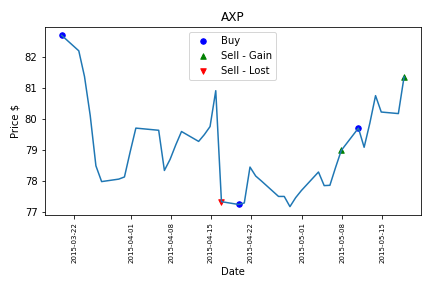 AXP
Buy
Sell - Gain
Sell - Lost
Price $
82
81
80
79
78
77
2015-03-22
2015-04-01
2015-04-08
2015-04-15
2015-04-22
2015-05-01
2015-05-08
2015-05-15
Date